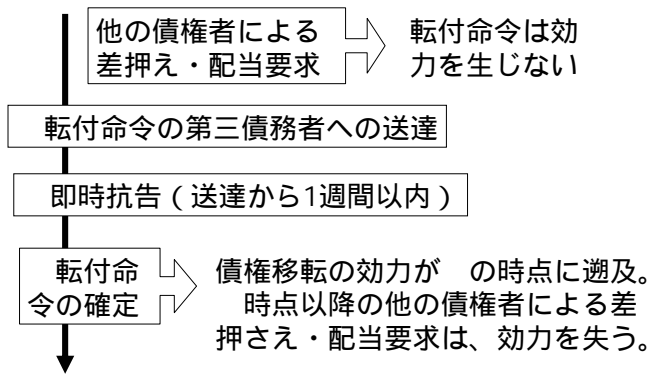 他の債権者による
差押え・配当要求
転付命令は効
力を生じない
転付命令の第三債務者への送達
即時抗告（送達から1週間以内）
転付命
令の確定
債権移転の効力が　の時点に遡及。
時点以降の他の債権者による差
押さえ・配当要求は、効力を失う。